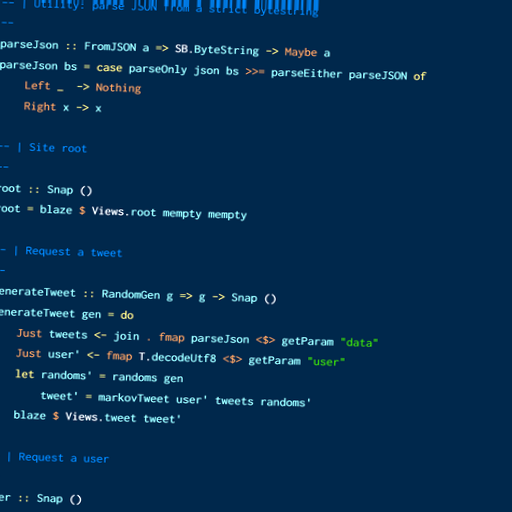 -- | Utility: parse JSON from a strict bytestring
--
parseJson :: FromJSON a => SB.ByteString -> Maybe a
parseJson bs = case parseOnly json bs >>= parseEither parseJSON of
Left _ -> Nothing
Right x -> x
-- | Site root
--
root :: Snap ()
root = blaze $ Views.root mempty mempty
- | Request a tweet
-
enerateTweet :: RandomGen g => g -> Snap ()
enerateTweet gen = do
Just tweets <- join . fmap parseJson <$> getParam "data"
Just user' <- fmap T.decodeUtf8 <$> getParam "user"
let randoms' = randoms gen
tweet' = markovTweet user' tweets randoms'
blaze $ Views.tweet tweet'
| Request a user
er :: Snap ()